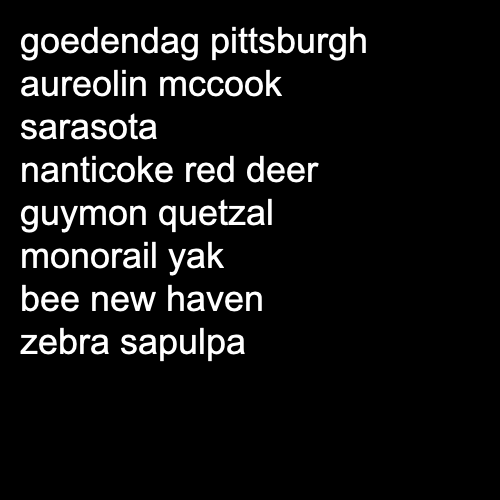 goedendag pittsburgh
aureolin mccook
sarasota
nanticoke red deer
guymon quetzal
monorail yak
bee new haven
zebra sapulpa